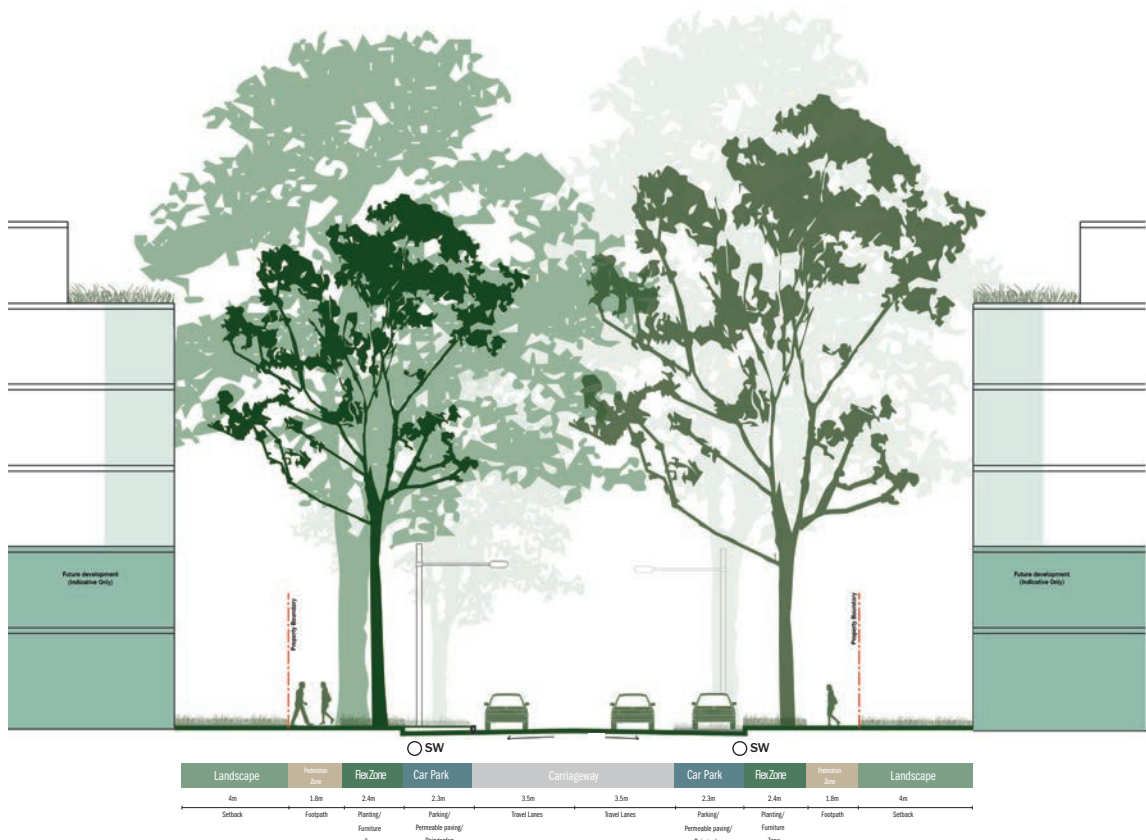 Future development
(Indicative Only)
Future development
(Indicative Only)
Property Boundary
Property Boundary
SW
SW
Landscape
Pedestrian
Zone
FlexZone
Car Park
Carriageway
Car Park
FlexZone
Pedestrian
Zone
Landscape
4m
1.8m
2.4m
2.3m
3.5m
3.5m
2.3m
2.4m
1.8m
4m
Setback
Footpath
Planting/
Furniture
Parking/
Permeable paving/
Travel Lanes
Travel Lanes
Parking/
Permeable paving/
Planting/
Furniture
Footpath
Setback